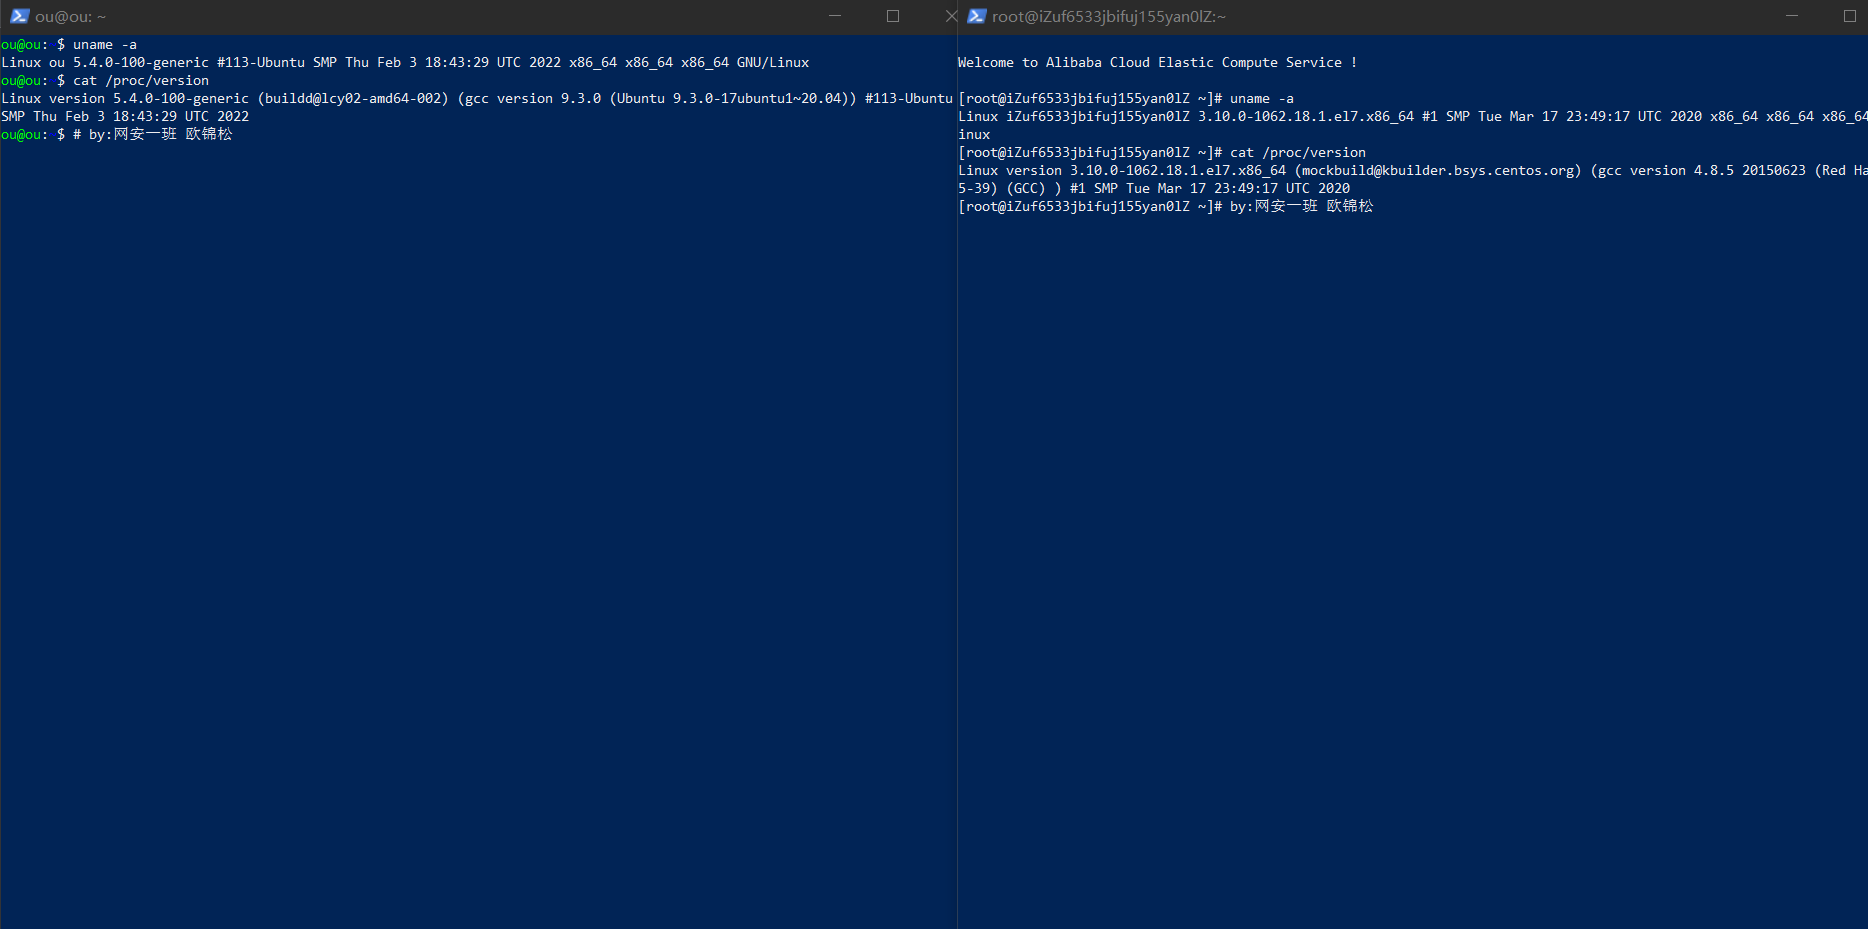 ou@ou: ~
ou@ou: $ uname -a
Linux ou 5.4.0-100-generic #113-Ubuntu SMP Thu Feb 3 18:43:29 UTC 2022 x86_64 x86_64 x86_64 GNU/Linux
ou@ou: $ cat /proc/version
Linux version 5.4.0-100-generic (buildd@lcy02-amd64-002) (gcc version 9.3.0 (Ubuntu 9.3.0-17ubuntu1~20.04)) #113-Ubuntu
SMP Thu Feb 3 18:43:29 UTC 2022
ou@ou: $ # by:网安一班 欧锦松
root@iZuf6533jbifuj155yan0lZ:~
Welcome to Alibaba Cloud Elastic Compute Service !
[root@iZuf6533jbifuj155yan0lZ ~]# uname -a
Linux iZuf6533jbifuj155yan0lZ 3.10.0-1062.18.1.el7.x86_64 #1 SMP Tue Mar 17 23:49:17 UTC 2020 x86_64 x86_64 x86_64
inux
[root@iZuf6533jbifuj155yan0lZ ~]# cat /proc/version
Linux version 3.10.0-1062.18.1.el7.x86_64 (mockbuild@kbuilder.bsys.centos.org) (gcc version 4.8.5 20150623 (Red Ha
5-39) (GCC) ) #1 SMP Tue Mar 17 23:49:17 UTC 2020
[root@iZuf6533jbifuj155yan0lZ ~]# by:网安一班 欧锦松